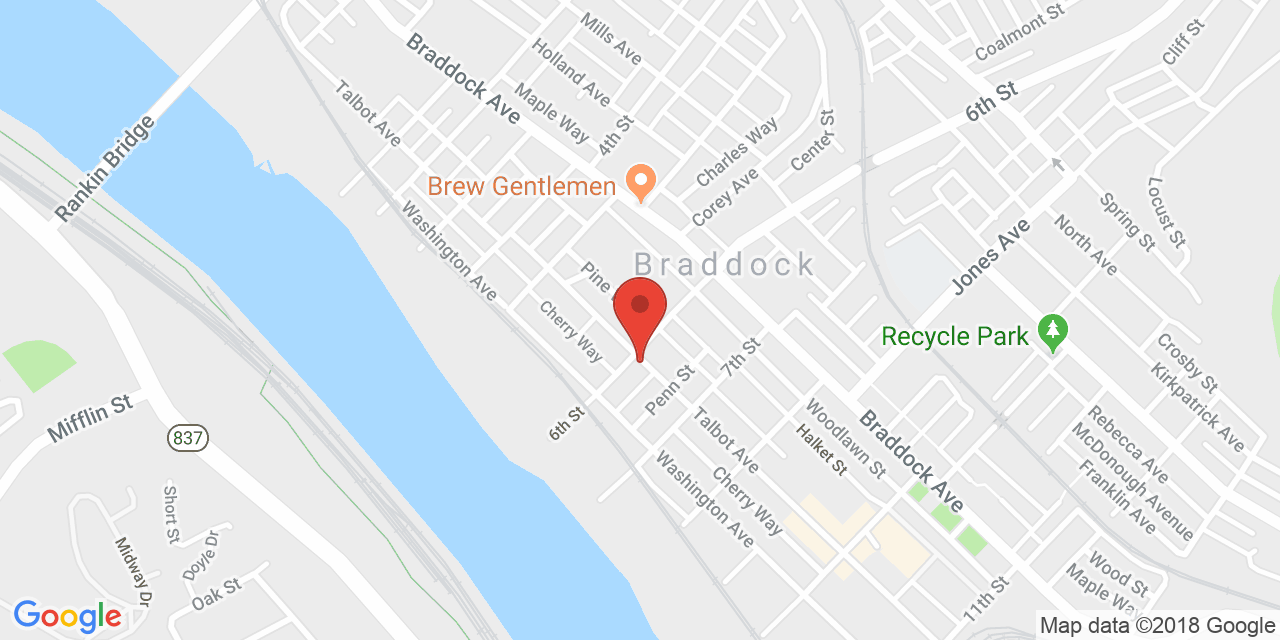 Mills Ave
Coalmont St
Cliff St
Holland Ave
Braddock Ave
Maple Way
Talbot Ave
6th St
4th St
Center St
Charles Way
Rankin Bridge
Brew Gentlemen
Corey Ave
Locust St
Spring St
North Ave
Washington Ave
Braddock
Jones Ave
Pine
Cherry Way
Recycle Park
7th St
Crosby St
Kirkpatrick Ave
Penn St
Mifflin St
837
6th St
Talbot Ave
Woodlawn St
Halket St
Braddock Ave
Rebecca Ave
McDonough Avenue
Franklin Ave
Washington Ave
Cherry Way
Short St
Doyle Dr
Midway Dr
Oak St
Wood St
Maple Way
11th St
Google
Map data ©2018 Google